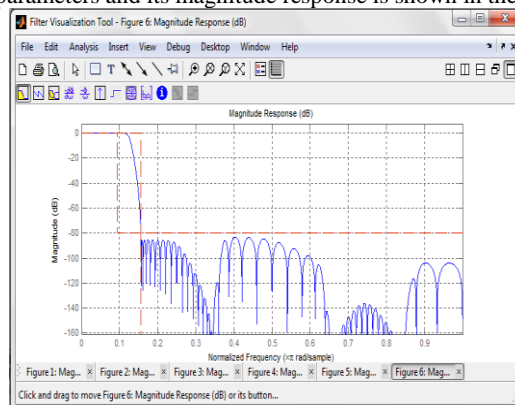 parameters and its magnitude response is shown in the
Filter Visualization Tool - Figure 6: Magnitude Response (dB)
File Edit Analysis Insert View Debug Desktop Window Help
Magnitude Response (dB)
0
-20
-40
-60
-80
-100
-120
-140
-160
Magnitude (dB)
0 0.1 0.2 0.3 0.4 0.5 0.6 0.7 0.8 0.9
Normalized Frequency (×π rad/sample)
Figure 1: Mag... Figure 2: Mag... Figure 3: Mag... Figure 4: Mag... Figure 5: Mag... Figure 6: Mag...
Click and drag to move Figure 6: Magnitude Response (dB) or its button...